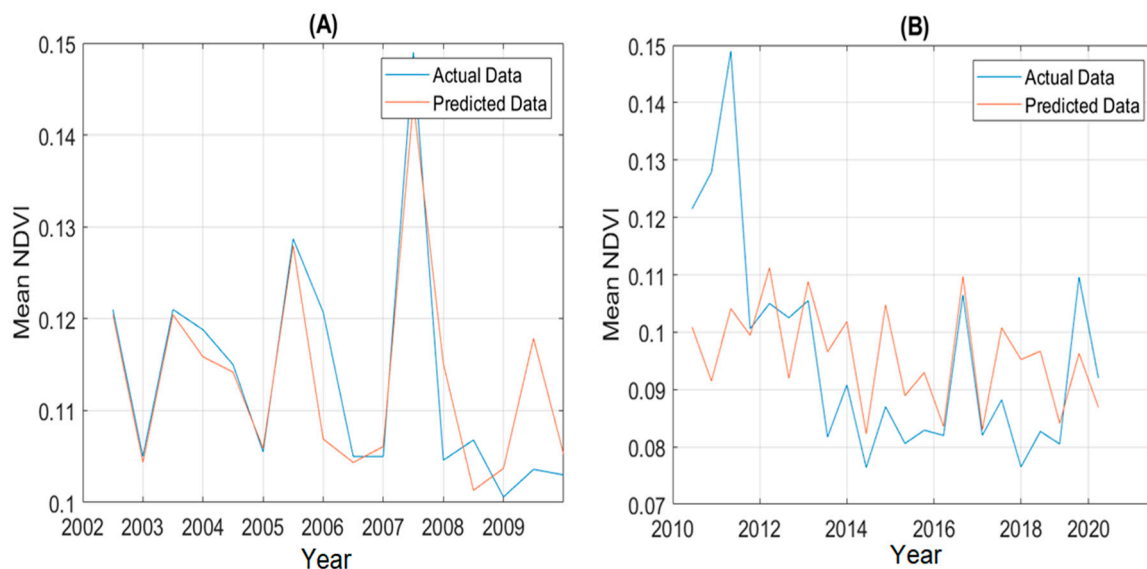 (A)
Mean NDVI
0.15
0.14
0.13
0.12
0.11
0.1
Actual Data
Predicted Data
2002 2003 2004 2005 2006 2007 2008 2009
Year
(B)
Mean NDVI
0.15
0.14
0.13
0.12
0.11
0.1
0.09
0.08
0.07
Actual Data
Predicted Data
2010 2012 2014 2016 2018 2020
Year